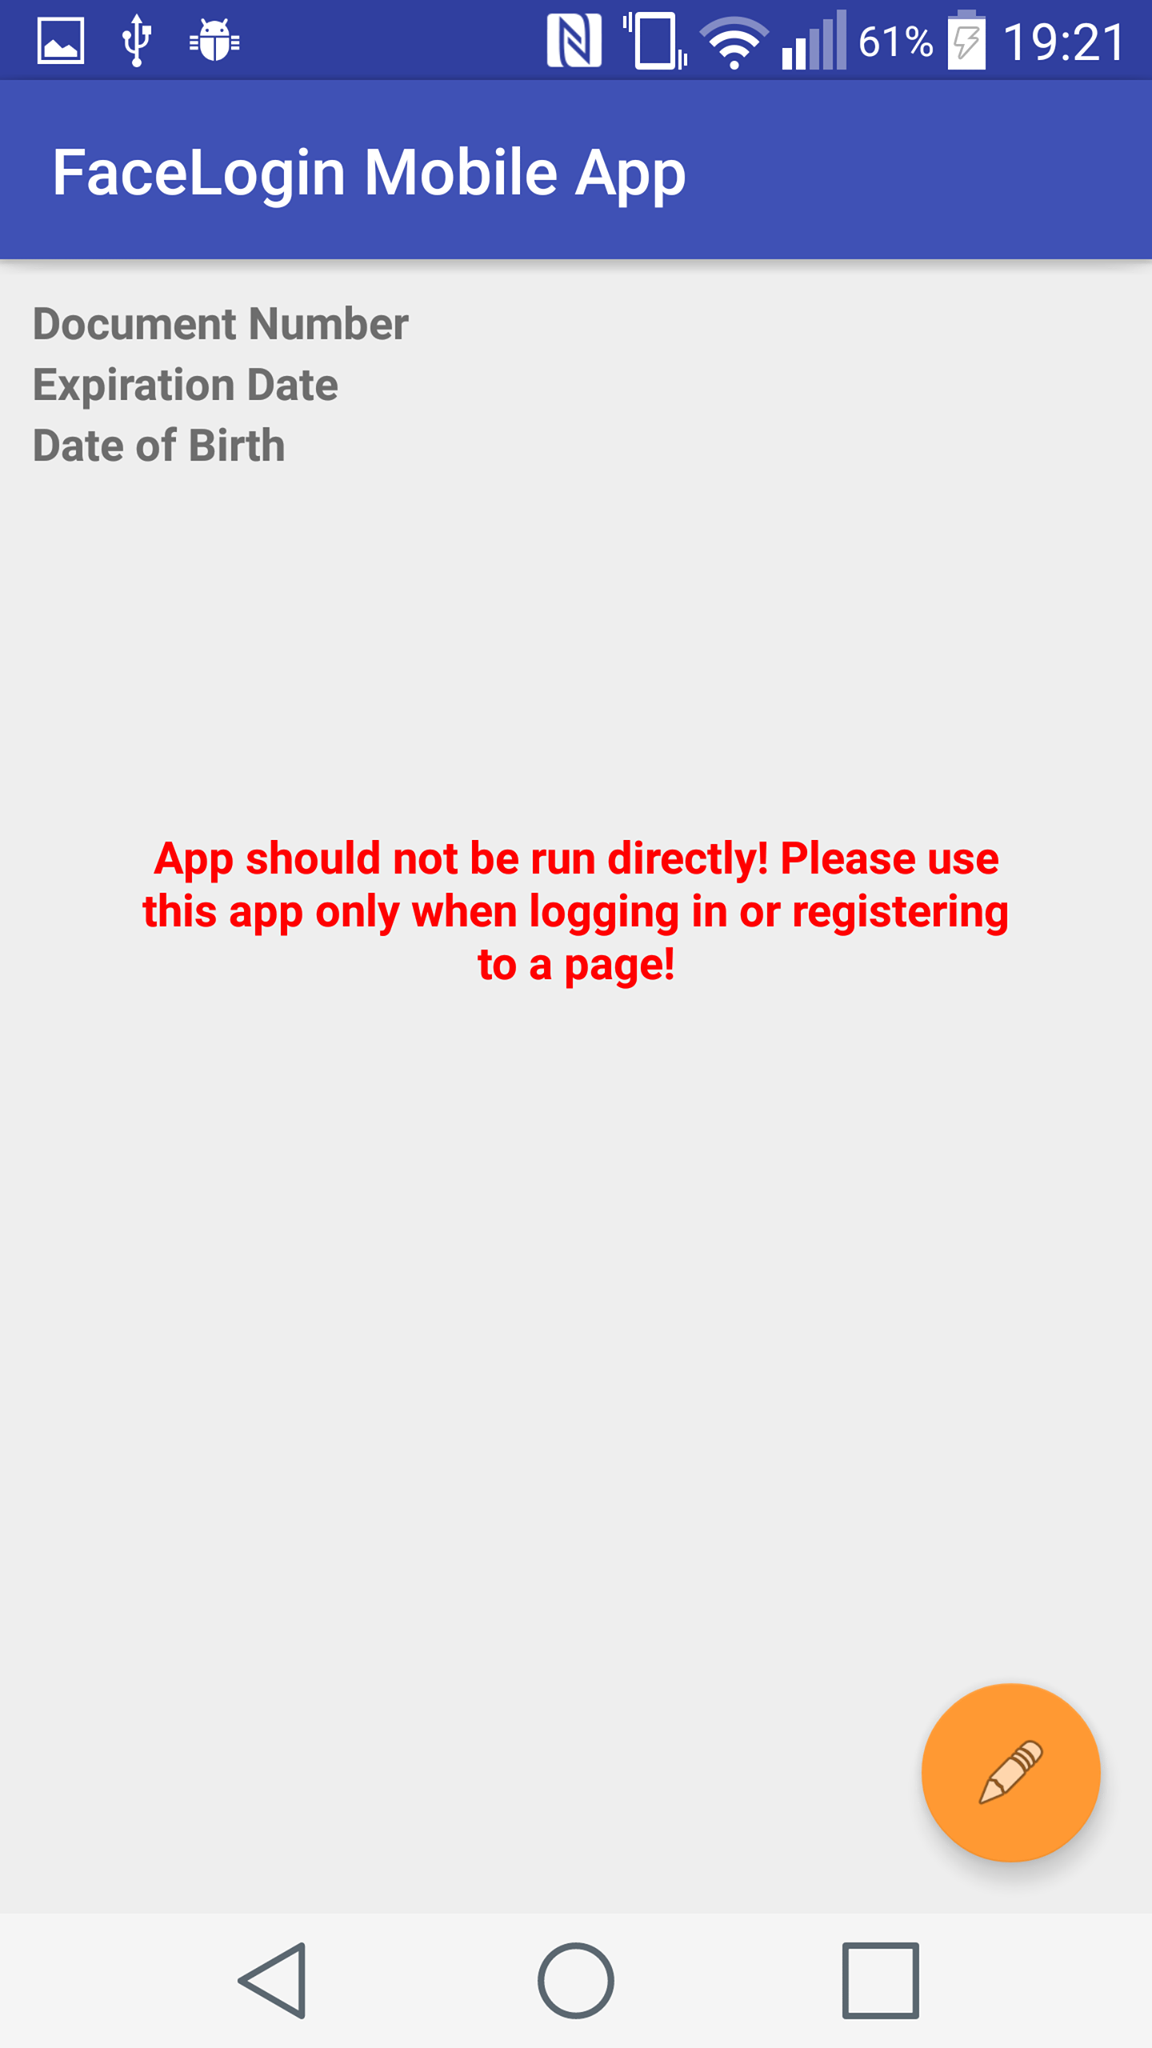 61% 19:21
FaceLogin Mobile App
Document Number
Expiration Date
Date of Birth
App should not be run directly! Please use
this app only when logging in or registering
to a page!